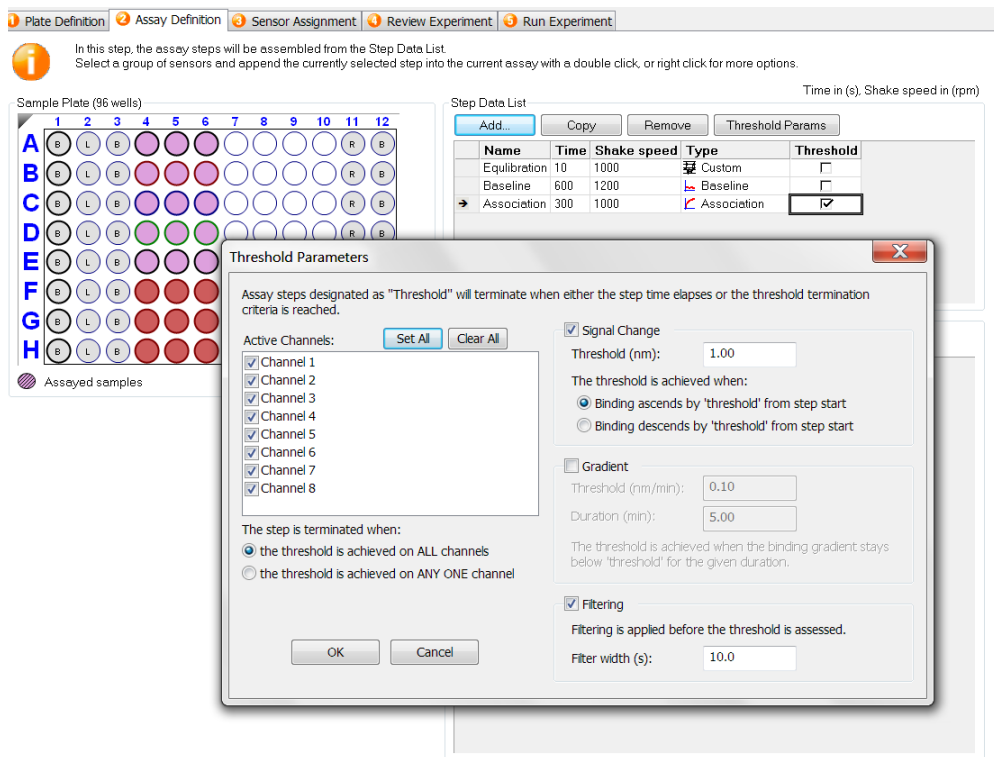 1 Plate Definition 2 Assay Definition 3 Sensor Assignment 4 Review Experiment 5 Run Experiment
In this step, the assay steps will be assembled from the Step Data List.
Select a group of sensors and append the currently selected step into the current assay with a double click, or right click for more options.
Time in (s), Shake speed in (rpm)
Sample Plate (96 wells)
1 2 3 4 5 6 7 8 9 10 11 12
A B L B R B
B B L B R B
C B L B R B
D B L B R B
E B L B
F B L B
G B L B
H B L B
Assayed samples
Step Data List
Add... Copy Remove Threshold Params
Name Time Shake speed Type Threshold
Equlibration 10 1000 Custom
Baseline 600 1200 Baseline
Association 300 1000 Association
Threshold Parameters
Assay steps designated as "Threshold" will terminate when either the step time elapses or the threshold termination
criteria is reached.
Active Channels: Set All Clear All
Channel 1
Channel 2
Channel 3
Channel 4
Channel 5
Channel 6
Channel 7
Channel 8
The step is terminated when:
the threshold is achieved on ALL channels
the threshold is achieved on ANY ONE channel
OK Cancel
Signal Change
Threshold (nm): 1.00
The threshold is achieved when:
Binding ascends by 'threshold' from step start
Binding descends by 'threshold' from step start
Gradient
Threshold (nm/min): 0.10
Duration (min): 5.00
The threshold is achieved when the binding gradient stays
below 'threshold' for the given duration.
Filtering
Filtering is applied before the threshold is assessed.
Filter width (s): 10.0